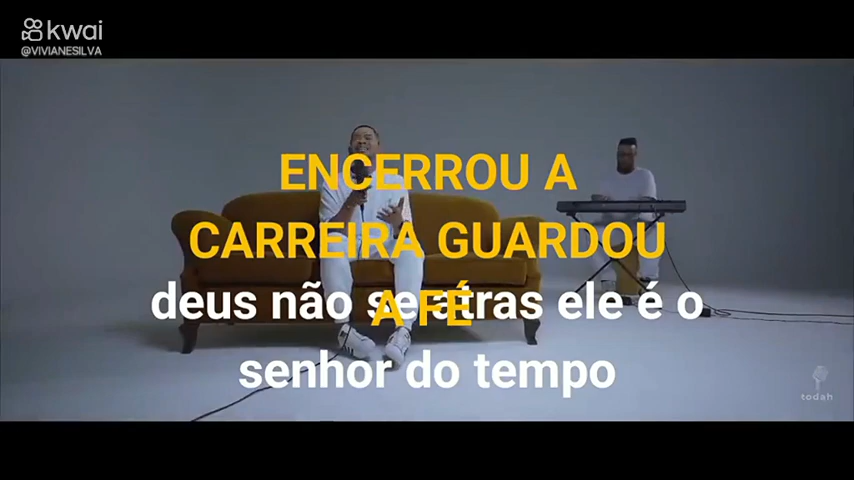 kwai
@VIVIANESILVA
ENCERROU A
CARREIRA GUARDOU
A FÉ
deus não se atras ele é o
senhor do tempo
todah